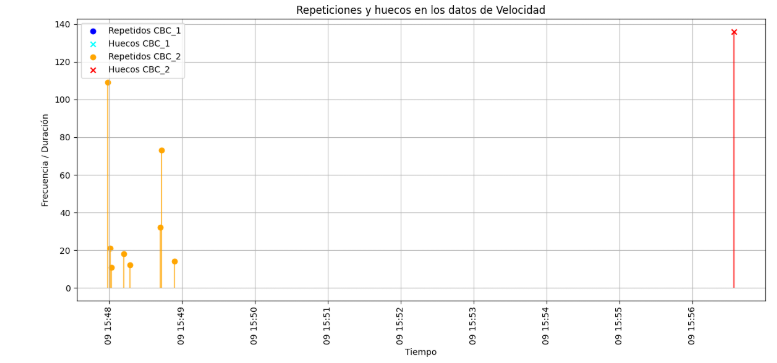 Repeticiones y huecos en los datos de Velocidad
Repetidos CBC_1
Huecos CBC_1
Repetidos CBC_2
Huecos CBC_2
Frecuencia / Duración
140
120
100
80
60
40
20
0
09 15:48
09 15:49
09 15:50
09 15:51
09 15:52
09 15:53
09 15:54
09 15:55
09 15:56
Tiempo